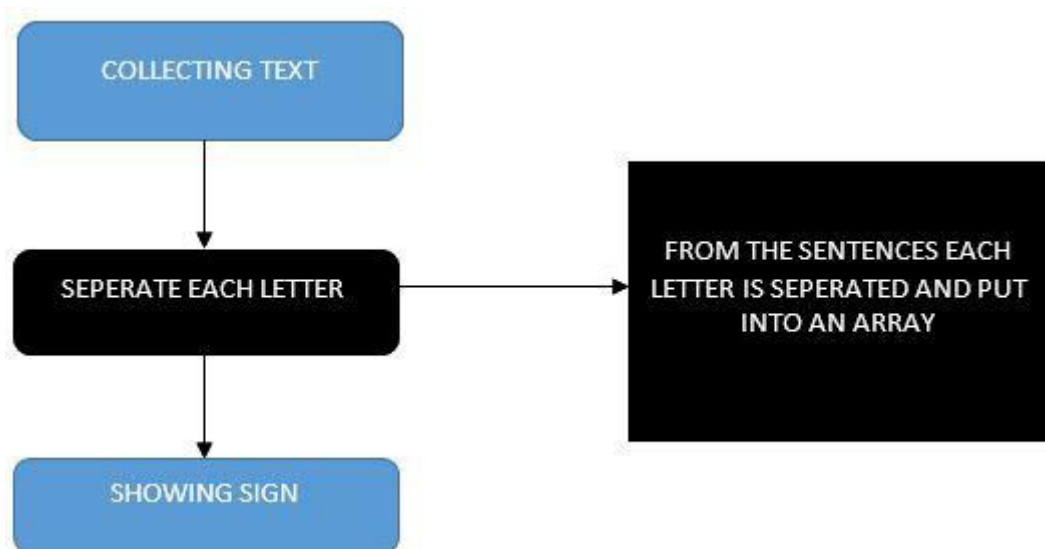 COLLECTING TEXT
SEPERATE EACH LETTER
FROM THE SENTENCES EACH
LETTER IS SEPERATED AND PUT
INTO AN ARRAY
SHOWING SIGN